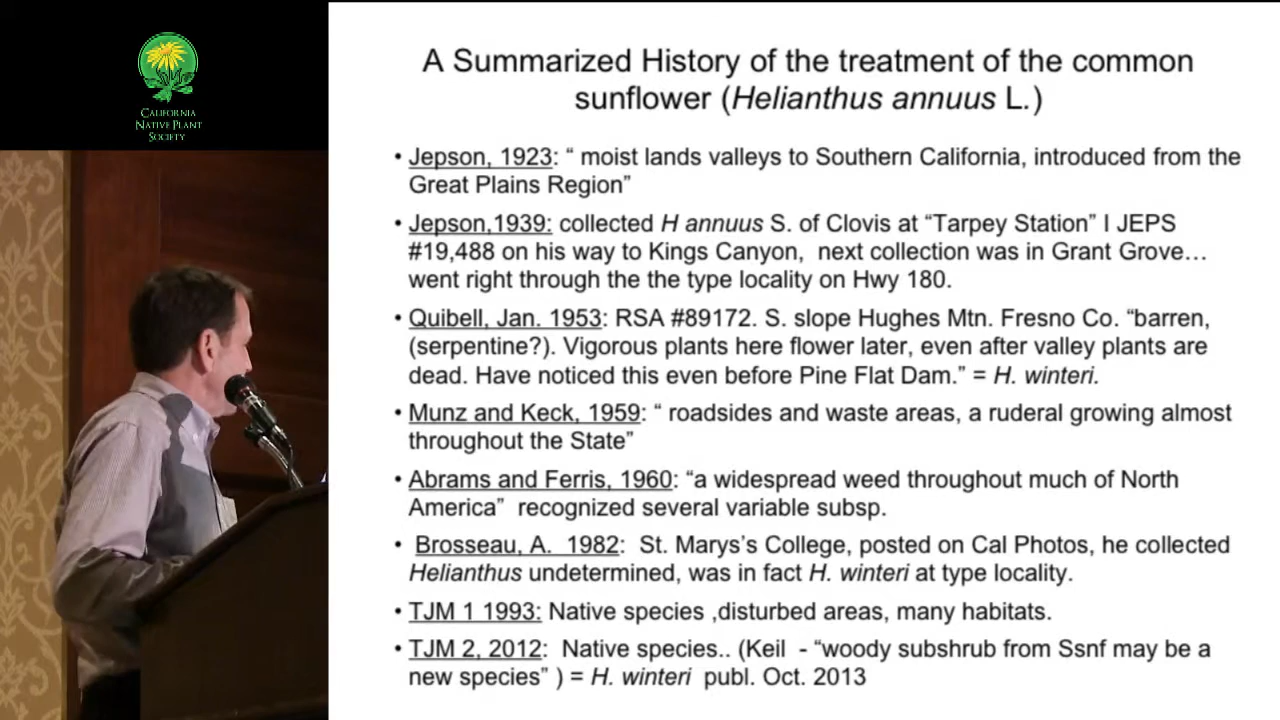 CALIFORNIA
NATIVE PLANT
SOCIETY
A Summarized History of the treatment of the common
sunflower (Helianthus annuus L.)
• Jepson, 1923: “ moist lands valleys to Southern California, introduced from the
Great Plains Region”
• Jepson,1939: collected H annuus S. of Clovis at “Tarpey Station” I JEPS
#19,488 on his way to Kings Canyon, next collection was in Grant Grove…
went right through the the type locality on Hwy 180.
• Quibell, Jan. 1953: RSA #89172. S. slope Hughes Mtn. Fresno Co. “barren,
(serpentine?). Vigorous plants here flower later, even after valley plants are
dead. Have noticed this even before Pine Flat Dam.” = H. winteri.
• Munz and Keck, 1959: “ roadsides and waste areas, a ruderal growing almost
throughout the State”
• Abrams and Ferris, 1960: “a widespread weed throughout much of North
America” recognized several variable subsp.
• Brosseau, A. 1982: St. Marys’s College, posted on Cal Photos, he collected
Helianthus undetermined, was in fact H. winteri at type locality.
• TJM 1 1993: Native species ,disturbed areas, many habitats.
• TJM 2, 2012: Native species.. (Keil - “woody subshrub from Ssnf may be a
new species” ) = H. winteri publ. Oct. 2013